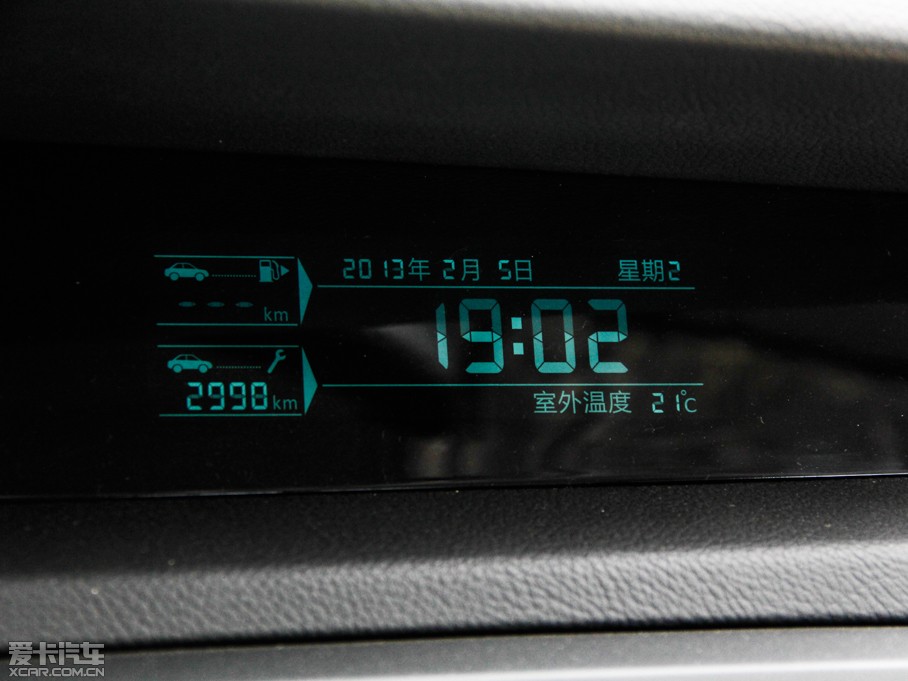 2013年 2月 5日 星期2
--- km
19:02
2998km
室外温度 21℃
爱卡汽车
XCAR.COM.CN